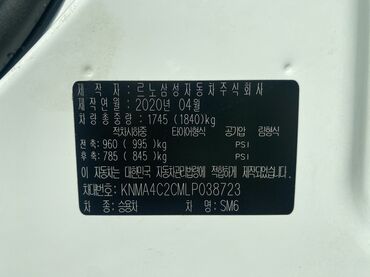 제 작 자 : 르노삼성자동차주식회사
제작연월 : 2020년 04월
차량 총중량 : 1745 (1840)kg
적차시하중 타이어형식 공기압 림형식
전 축 : 960 ( 995)kg PSI
후 축 : 785 ( 845)kg PSI
이 자동차는 대한민국 자동차관리법령에 적합하게 제작되었습니다
차대번호: KNMA4C2CMLP038723
차 종: 승용차 차 명: SM6